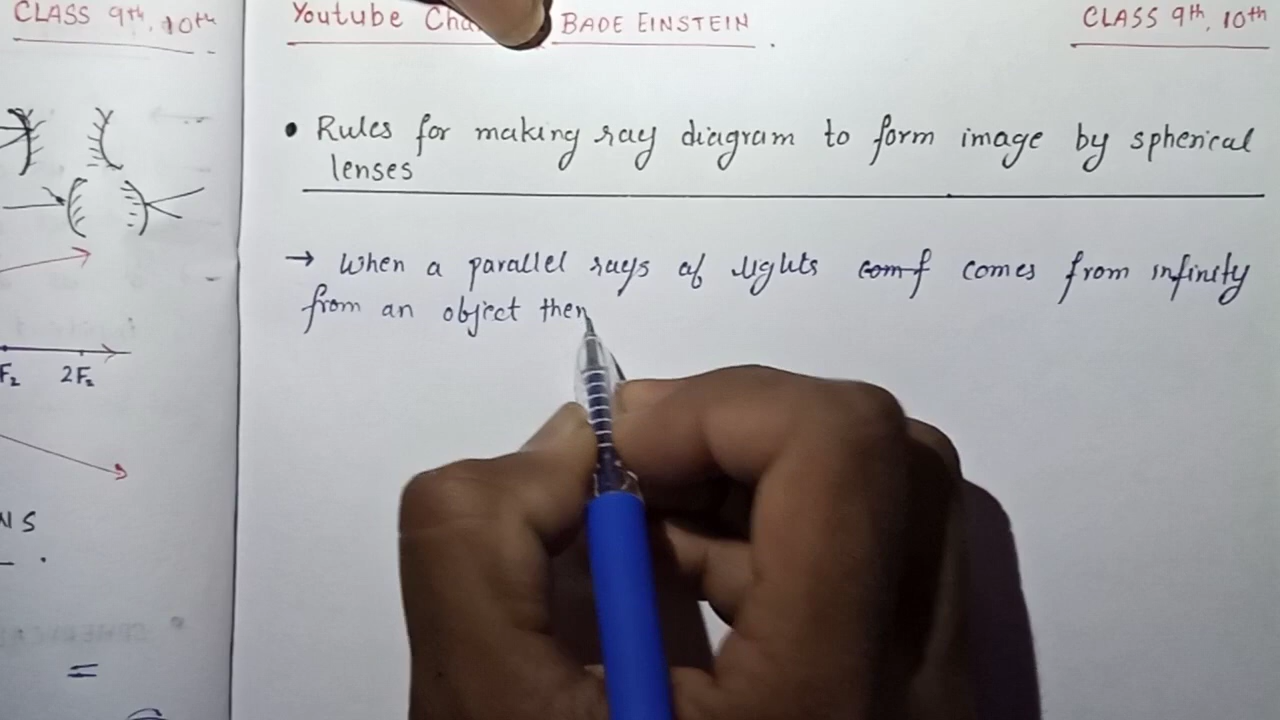 CLASS 9th, 10th
Youtube BADE EINSTEIN.
CLASS 9th, 10th
• Rules for making ray diagram to form image by spherical
lenses
→ When a parallel rays of lights comf comes from infinity
from an object then
F₂ 2F₂
NS
=